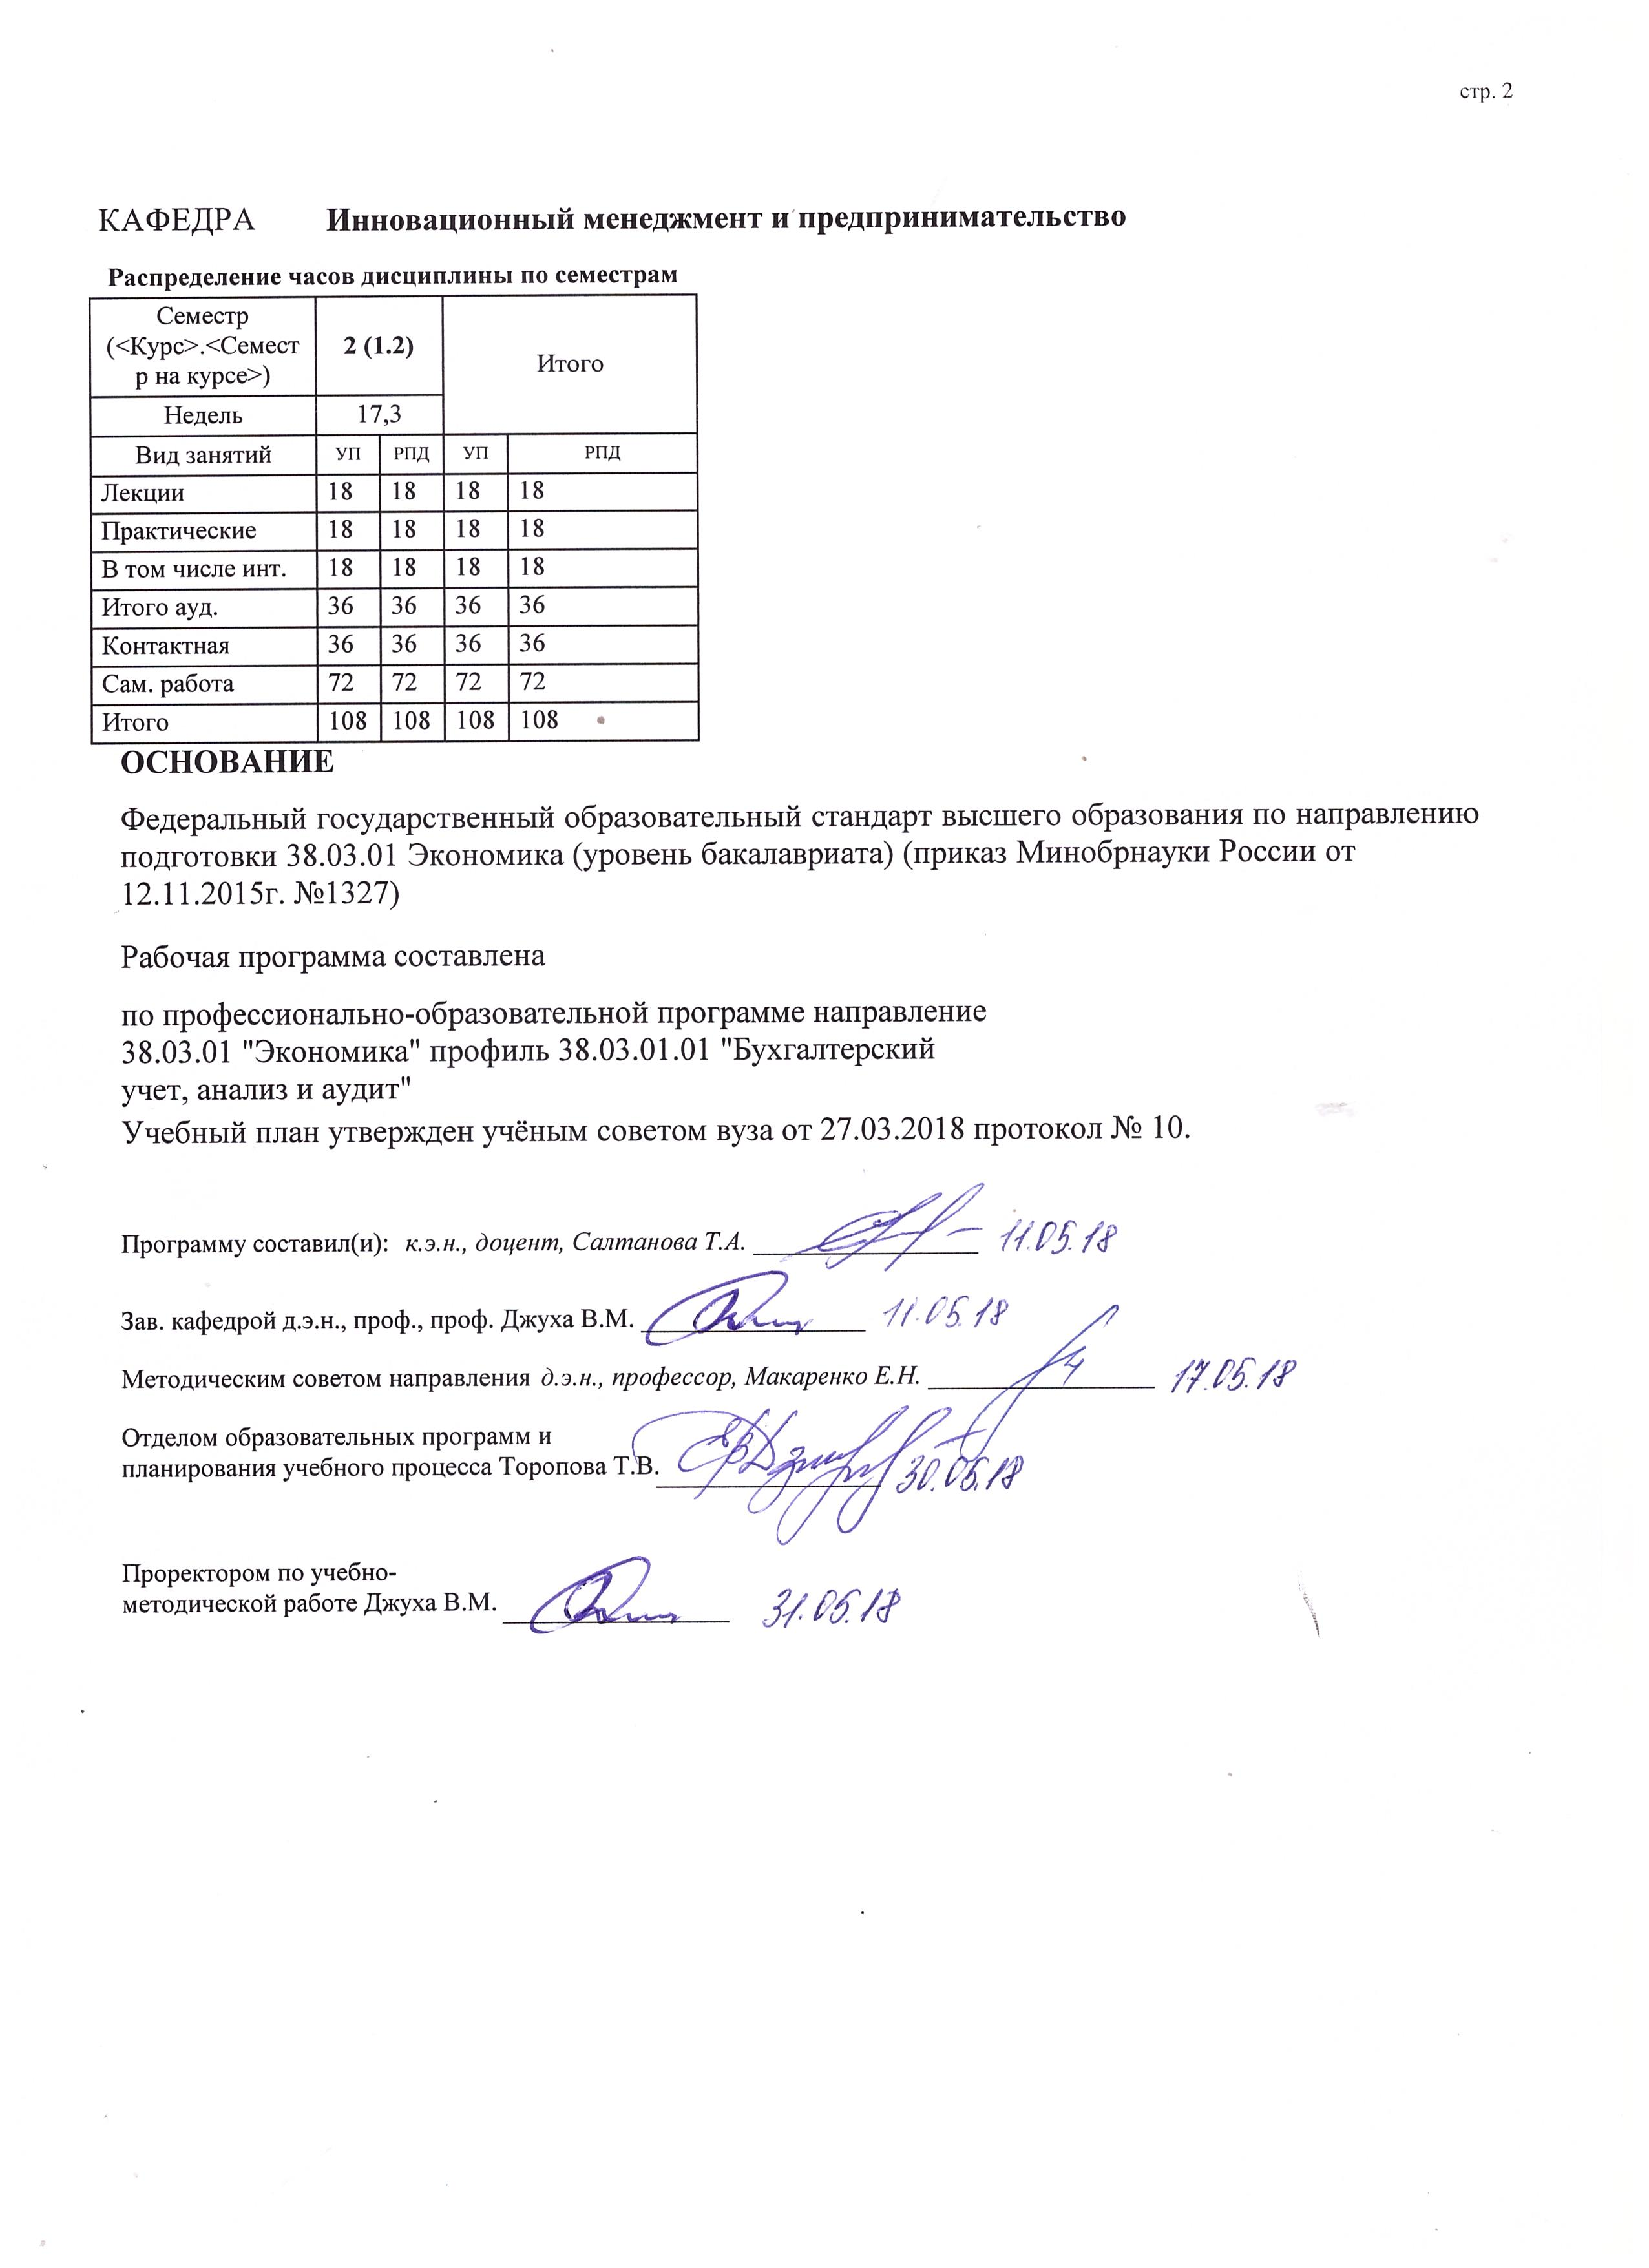 стр. 2
КАФЕДРА Инновационный менеджмент и предпринимательство
Распределение часов дисциплины по семестрам
Семестр
(<Курс>.<Семест
р на курсе>)
2 (1.2)
Итого
Недель 17,3
Вид занятий УП РПД УП РПД
Лекции 18 18 18 18
Практические 18 18 18 18
В том числе инт. 18 18 18 18
Итого ауд. 36 36 36 36
Контактная 36 36 36 36
Сам. работа 72 72 72 72
Итого 108 108 108 108
ОСНОВАНИЕ
Федеральный государственный образовательный стандарт высшего образования по направлению
подготовки 38.03.01 Экономика (уровень бакалавриата) (приказ Минобрнауки России от
12.11.2015г. №1327)
Рабочая программа составлена
по профессионально-образовательной программе направление
38.03.01 "Экономика" профиль 38.03.01.01 "Бухгалтерский
учет, анализ и аудит"
Учебный план утвержден учёным советом вуза от 27.03.2018 протокол № 10.
Программу составил(и): к.э.н., доцент, Салтанова Т.А. 11.05.18
Зав. кафедрой д.э.н., проф., проф. Джуха В.М. 11.05.18
Методическим советом направления д.э.н., профессор, Макаренко Е.Н. 17.05.18
Отделом образовательных программ и
планирования учебного процесса Торопова Т.В. 30.05.18
Проректором по учебно-
методической работе Джуха В.М. 31.05.18